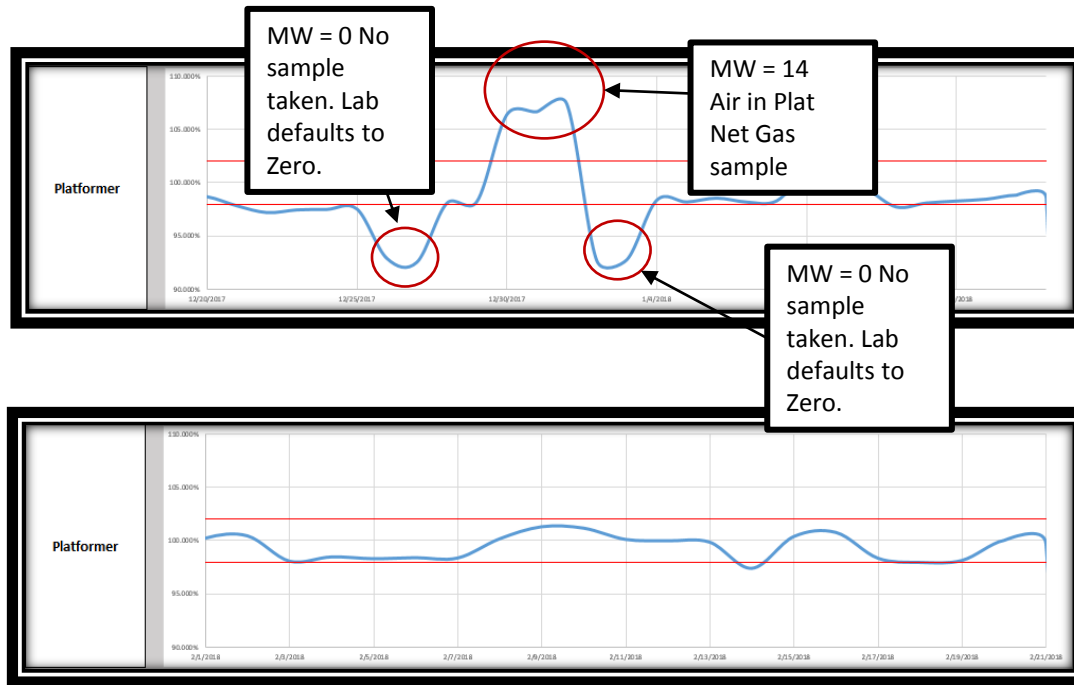 MW = 0 No
sample
taken. Lab
defaults to
Zero.
MW = 14
Air in Plat
Net Gas
sample
110.000%
105.000%
Platformer
100.000%
95.000%
90.000%
12/20/2017
12/25/2017
12/30/2017
1/4/2018
/2018
MW = 0 No
sample
taken. Lab
defaults to
Zero.
110.000%
105.000%
Platformer
100.000%
95.000%
90.000%
2/1/2018
2/3/2018
2/5/2018
2/7/2018
2/9/2018
2/11/2018
2/13/2018
2/15/2018
2/17/2018
2/19/2018
2/21/2018